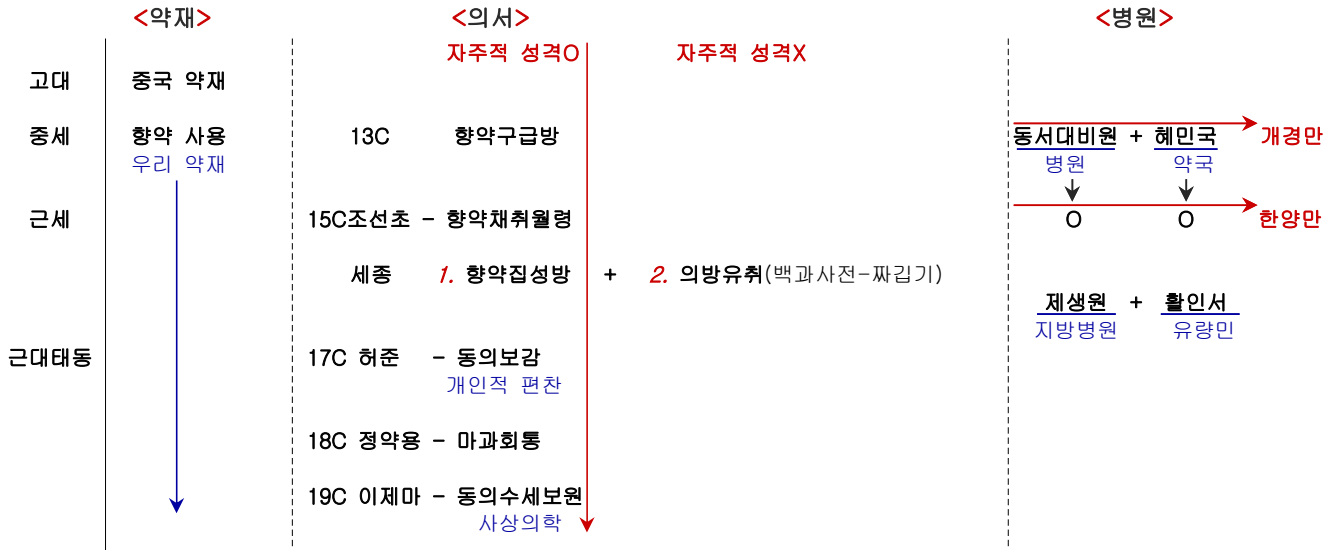 <약재> <의서> <병원>
자주적 성격O 자주적 성격X
고대 중국 약재
중세 향약 사용 13C 향약구급방 동서대비원 + 혜민국 개경만
우리 약재 병원 약국
근세 15C조선초 - 향약채취월령 O O 한양만
세종 1. 향약집성방 + 2. 의방유취(백과사전-짜깁기)
제생원 + 활인서
지방병원 유량민
근대태동 17C 허준 - 동의보감
개인적 편찬
18C 정약용 - 마과회통
19C 이제마 - 동의수세보원
사상의학